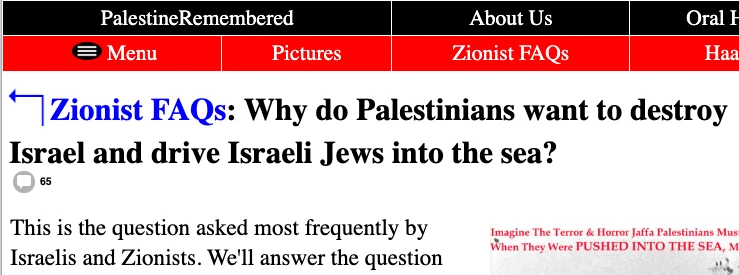 PalestineRemembered About Us Oral H
Menu Pictures Zionist FAQs Haa
Zionist FAQs: Why do Palestinians want to destroy
Israel and drive Israeli Jews into the sea?
65
This is the question asked most frequently by
Israelis and Zionists. We'll answer the question
Imagine The Terror & Horror Jaffa Palestinians Mus
When They Were PUSHED INTO THE SEA, M